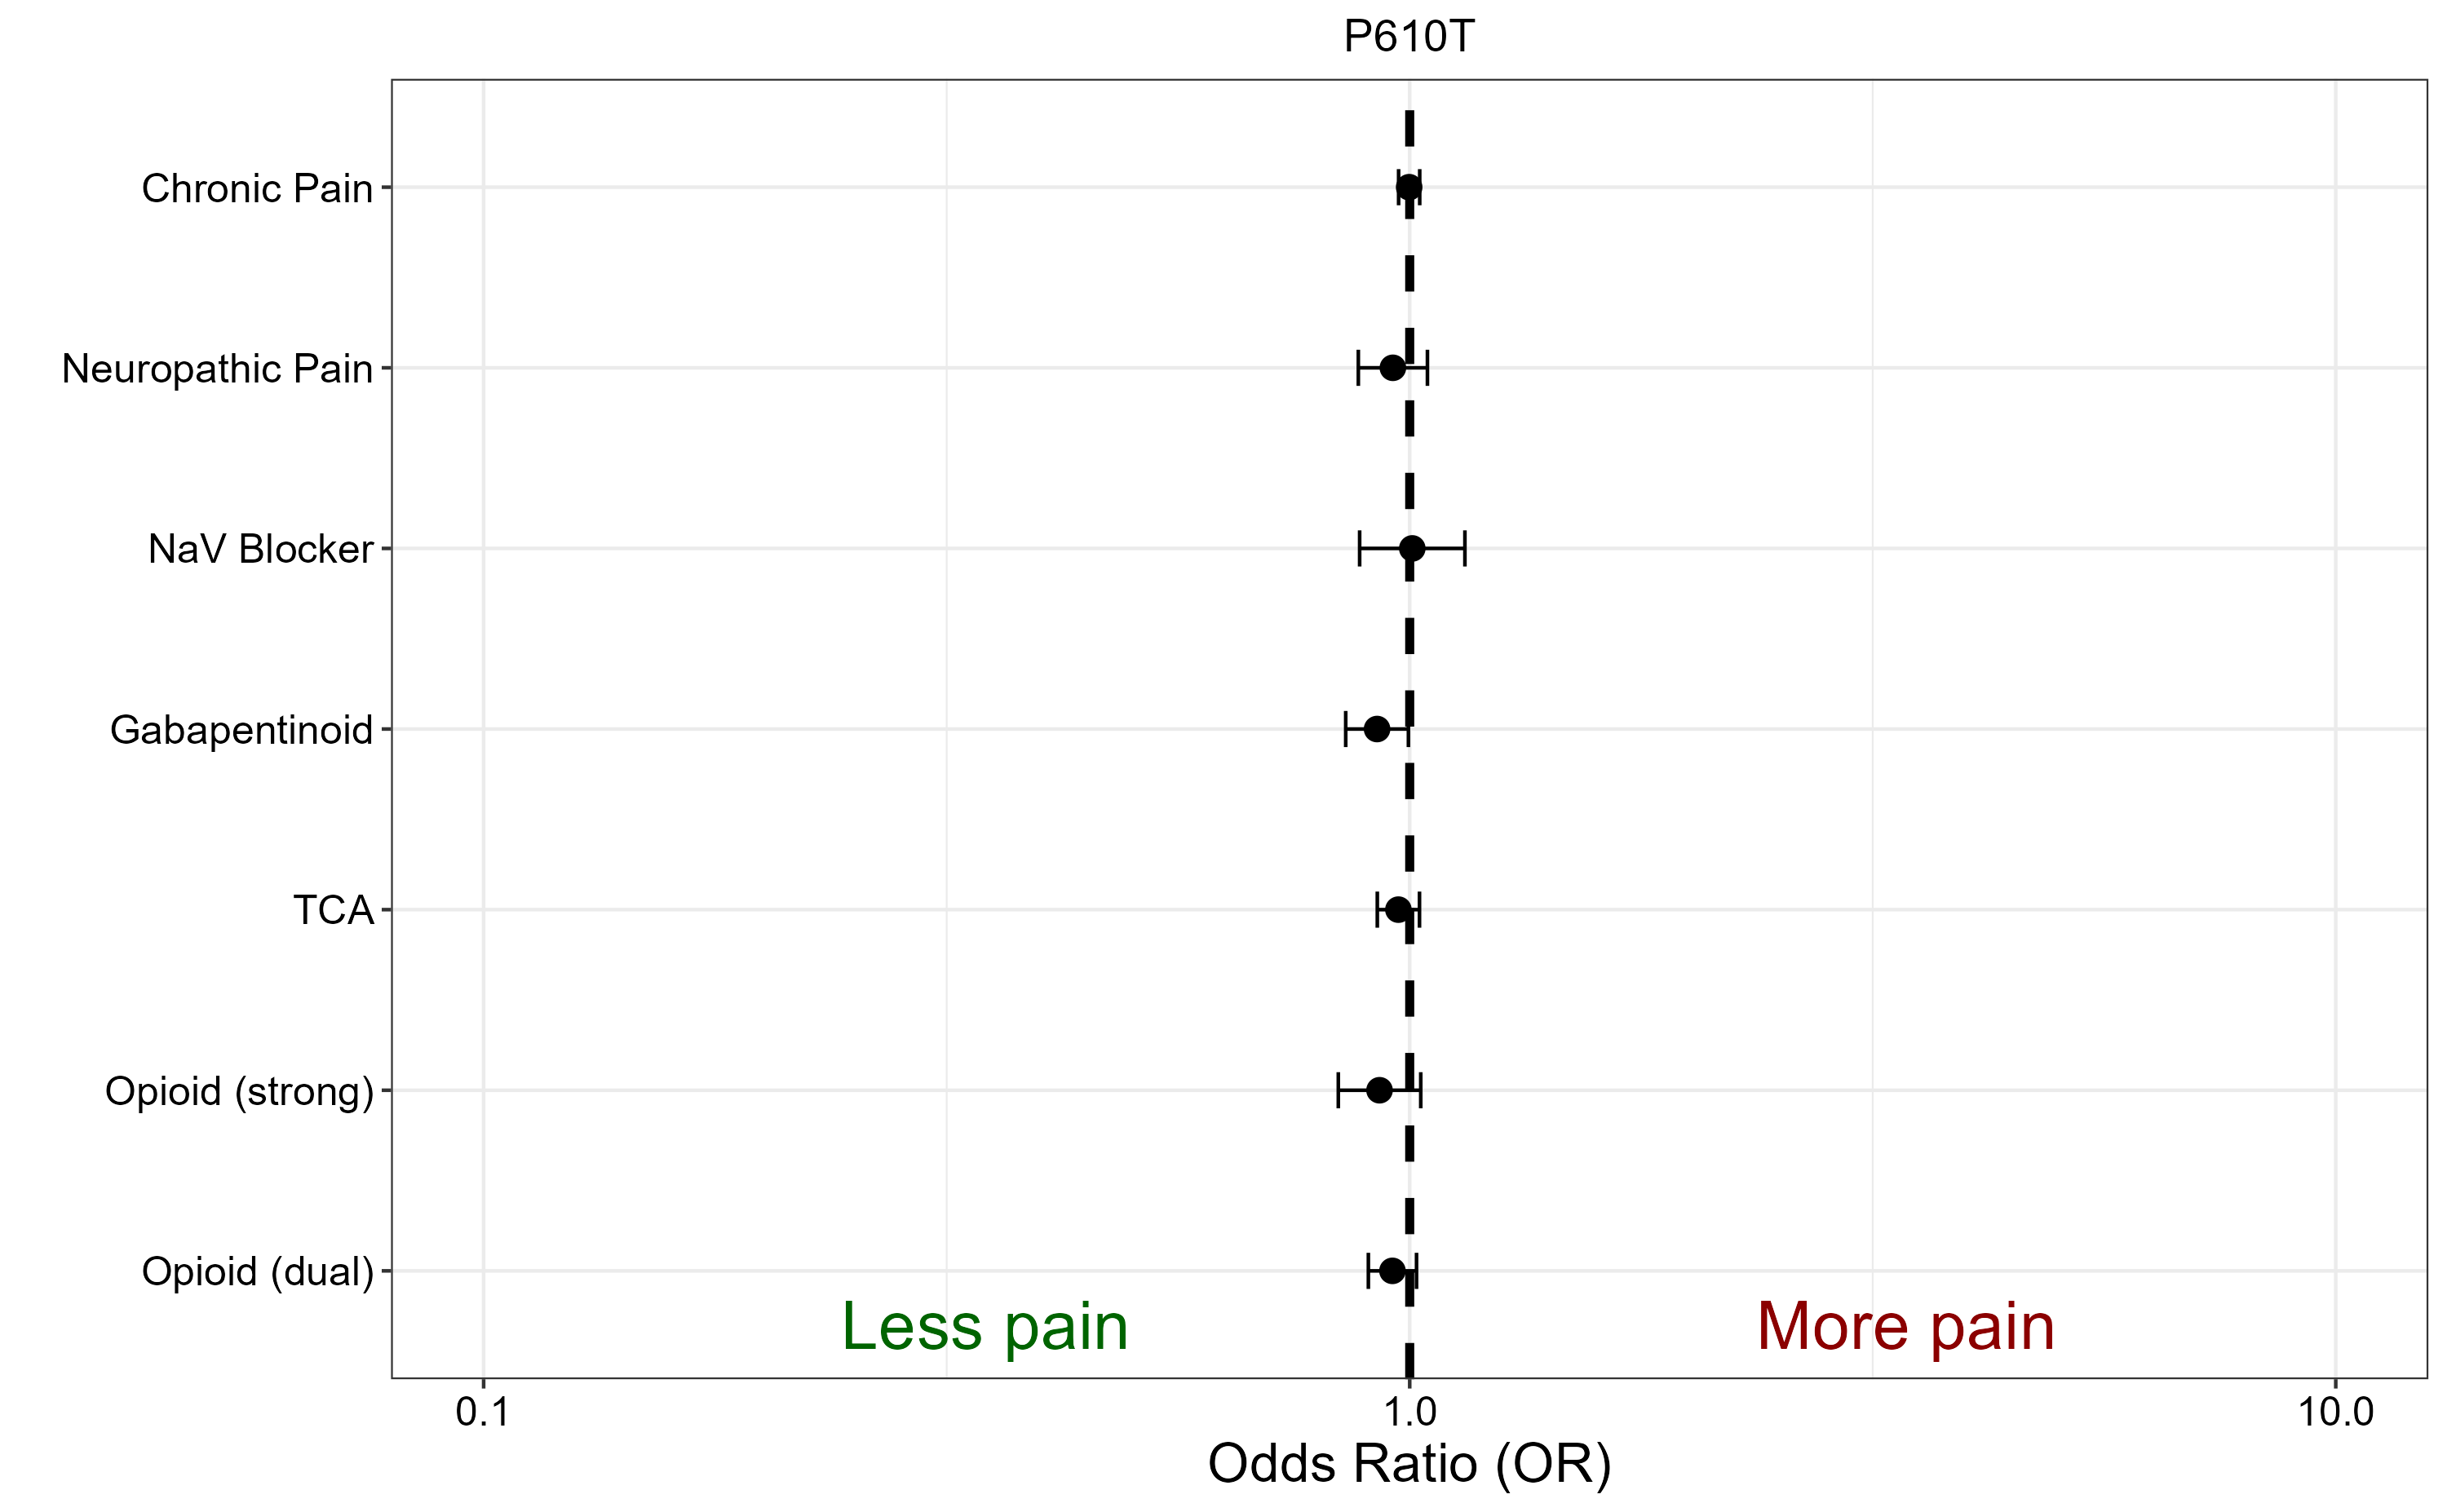 P610T
Chronic Pain
Neuropathic Pain
NaV Blocker
Gabapentinoid
TCA
Opioid (strong)
Opioid (dual)
Less pain
More pain
0.1
1.0
10.0
Odds Ratio (OR)